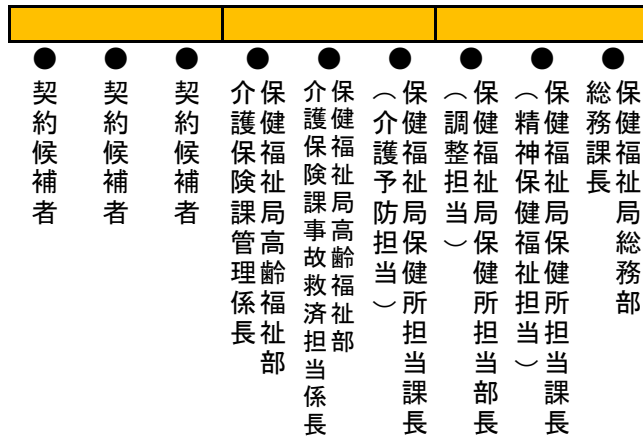 保健福祉局総務部
総務課長
保健福祉局保健所担当課長
（精神保健福祉担当）
保健福祉局保健所担当部長
（調整担当）
保健福祉局保健所担当課長
（介護予防担当）
保健福祉局高齢福祉部
介護保険課事故救済担当係長
保健福祉局高齢福祉部
介護保険課管理係長
契約候補者
契約候補者
契約候補者